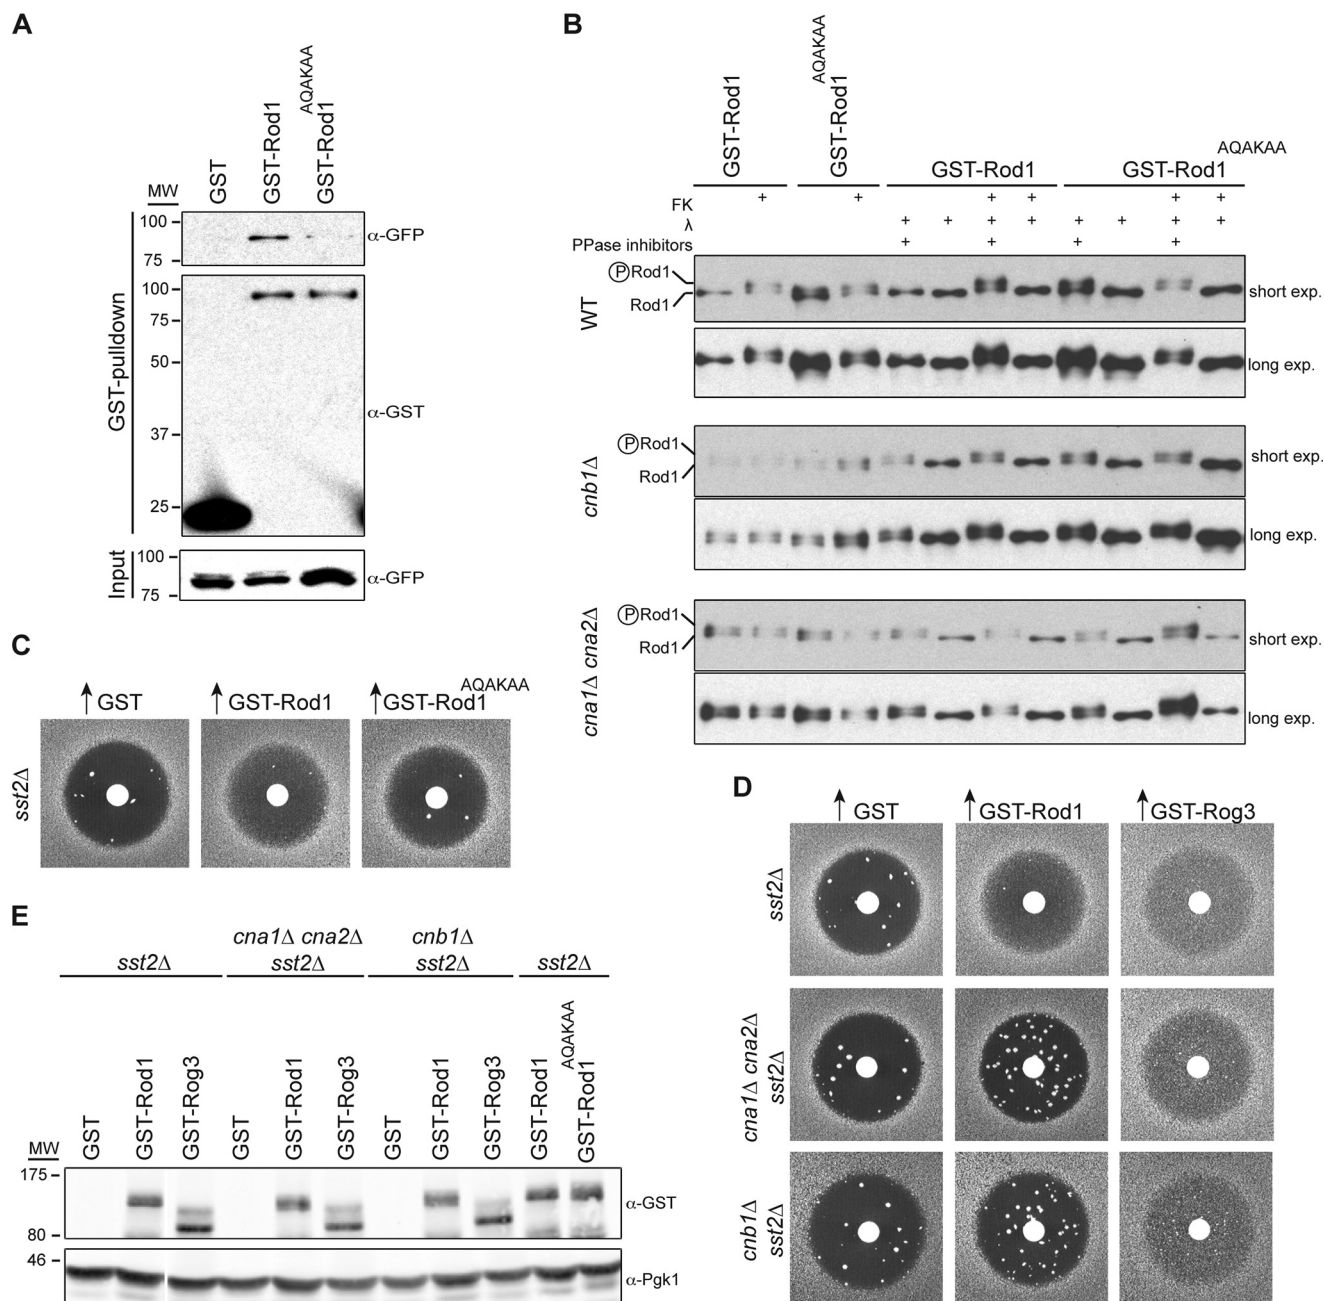 A
AQAKAA
MW
GST
GST-Rod1
GST-Rod1
GST-pulldown
100
75
α-GFP
100
75
50
37
25
α-GST
Input
100
75
α-GFP
B
GST-Rod1
AQAKAA
GST-Rod1
GST-Rod1
AQAKAA
GST-Rod1
FK + + + + + +
λ + + + + + + + +
PPase inhibitors + + + +
WT
ⓅRod1
Rod1
short exp.
long exp.
cnb1Δ
ⓅRod1
Rod1
short exp.
long exp.
cna1Δ cna2Δ
ⓅRod1
Rod1
short exp.
long exp.
C
↑GST
↑GST-Rod1
AQAKAA
↑GST-Rod1
sst2Δ
D
↑GST
↑GST-Rod1
↑GST-Rog3
sst2Δ
cna1Δ cna2Δ
sst2Δ
cnb1Δ
sst2Δ
E
sst2Δ
cna1Δ cna2Δ
sst2Δ
cnb1Δ
sst2Δ
sst2Δ
MW
GST
GST-Rod1
GST-Rog3
GST
GST-Rod1
GST-Rog3
GST
GST-Rod1
GST-Rog3
GST-Rod1
AQAKAA
GST-Rod1
175
80
α-GST
46
α-Pgk1